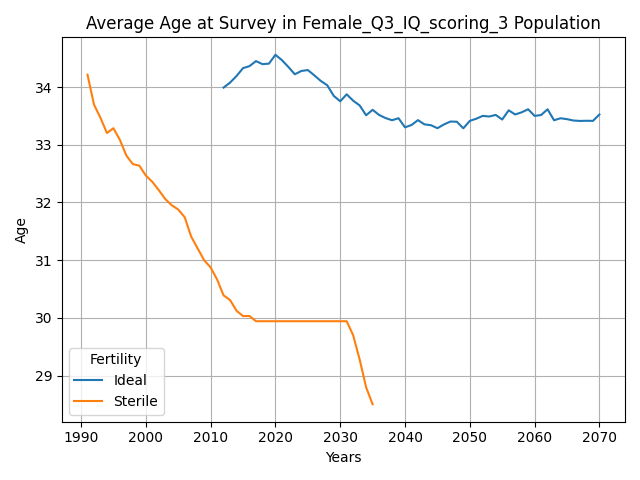 Average Age at Survey in Female_Q3_IQ_scoring_3 Population
Age
34
33
32
31
30
29
Fertility
Ideal
Sterile
1990 2000 2010 2020 2030 2040 2050 2060 2070
Years